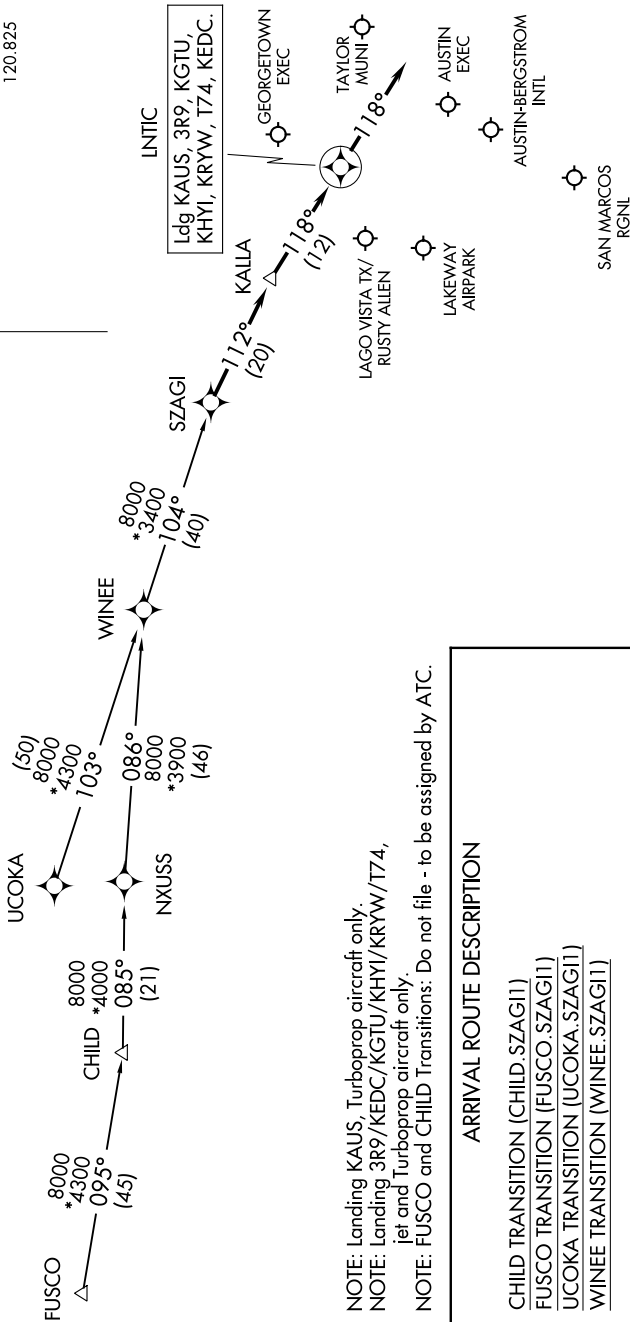 120.825
LNTIC
Ldg KAUS, 3R9, KGTU,
KHYI, KRYW, T74, KEDC.
GEORGETOWN
EXEC
TAYLOR
MUNI
118°
AUSTIN
EXEC
AUSTIN-BERGSTROM
INTL
SAN MARCOS
RGNL
KALLA
118°
(12)
LAGO VISTA TX/
RUSTY ALLEN
LAKEWAY
AIRPARK
SZAGI
112°
(20)
WINEE
*8000
*3400
104°
(40)
UCOKA
(50)
8000
*4300
103°
NXUSS
086°
8000
*3900
(46)
CHILD
8000
*4000
085°
(21)
FUSCO
8000
*4300
095°
(45)
NOTE: Landing KAUS, Turboprop aircraft only.
NOTE: Landing 3R9/KEDC/KGTU/KHYI/KRYW/T74,
jet and Turboprop aircraft only.
NOTE: FUSCO and CHILD Transitions: Do not file - to be assigned by ATC.
ARRIVAL ROUTE DESCRIPTION
CHILD TRANSITION (CHILD.SZAGI1)
FUSCO TRANSITION (FUSCO.SZAGI1)
UCOKA TRANSITION (UCOKA.SZAGI1)
WINEE TRANSITION (WINEE.SZAGI1)